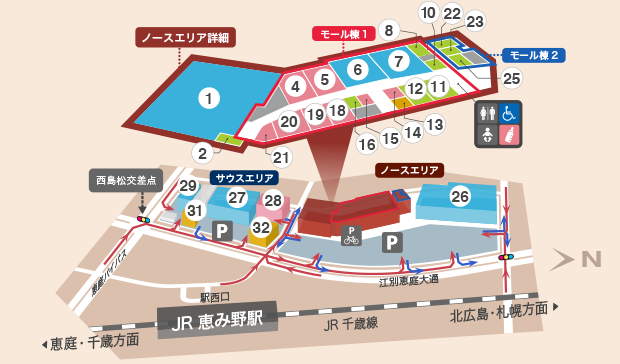 ノースエリア詳細
モール棟1
モール棟2
8
10
22
23
25
1
4
5
6
7
12
11
20
19
18
2
21
16
15
14
13
西島松交差点
サウスエリア
ノースエリア
29
27
28
31
32
26
P
P
P
恵庭バイパス
江別恵庭大通
駅西口
JR 恵み野駅
JR 千歳線
北広島・札幌方面
恵庭・千歳方面
N